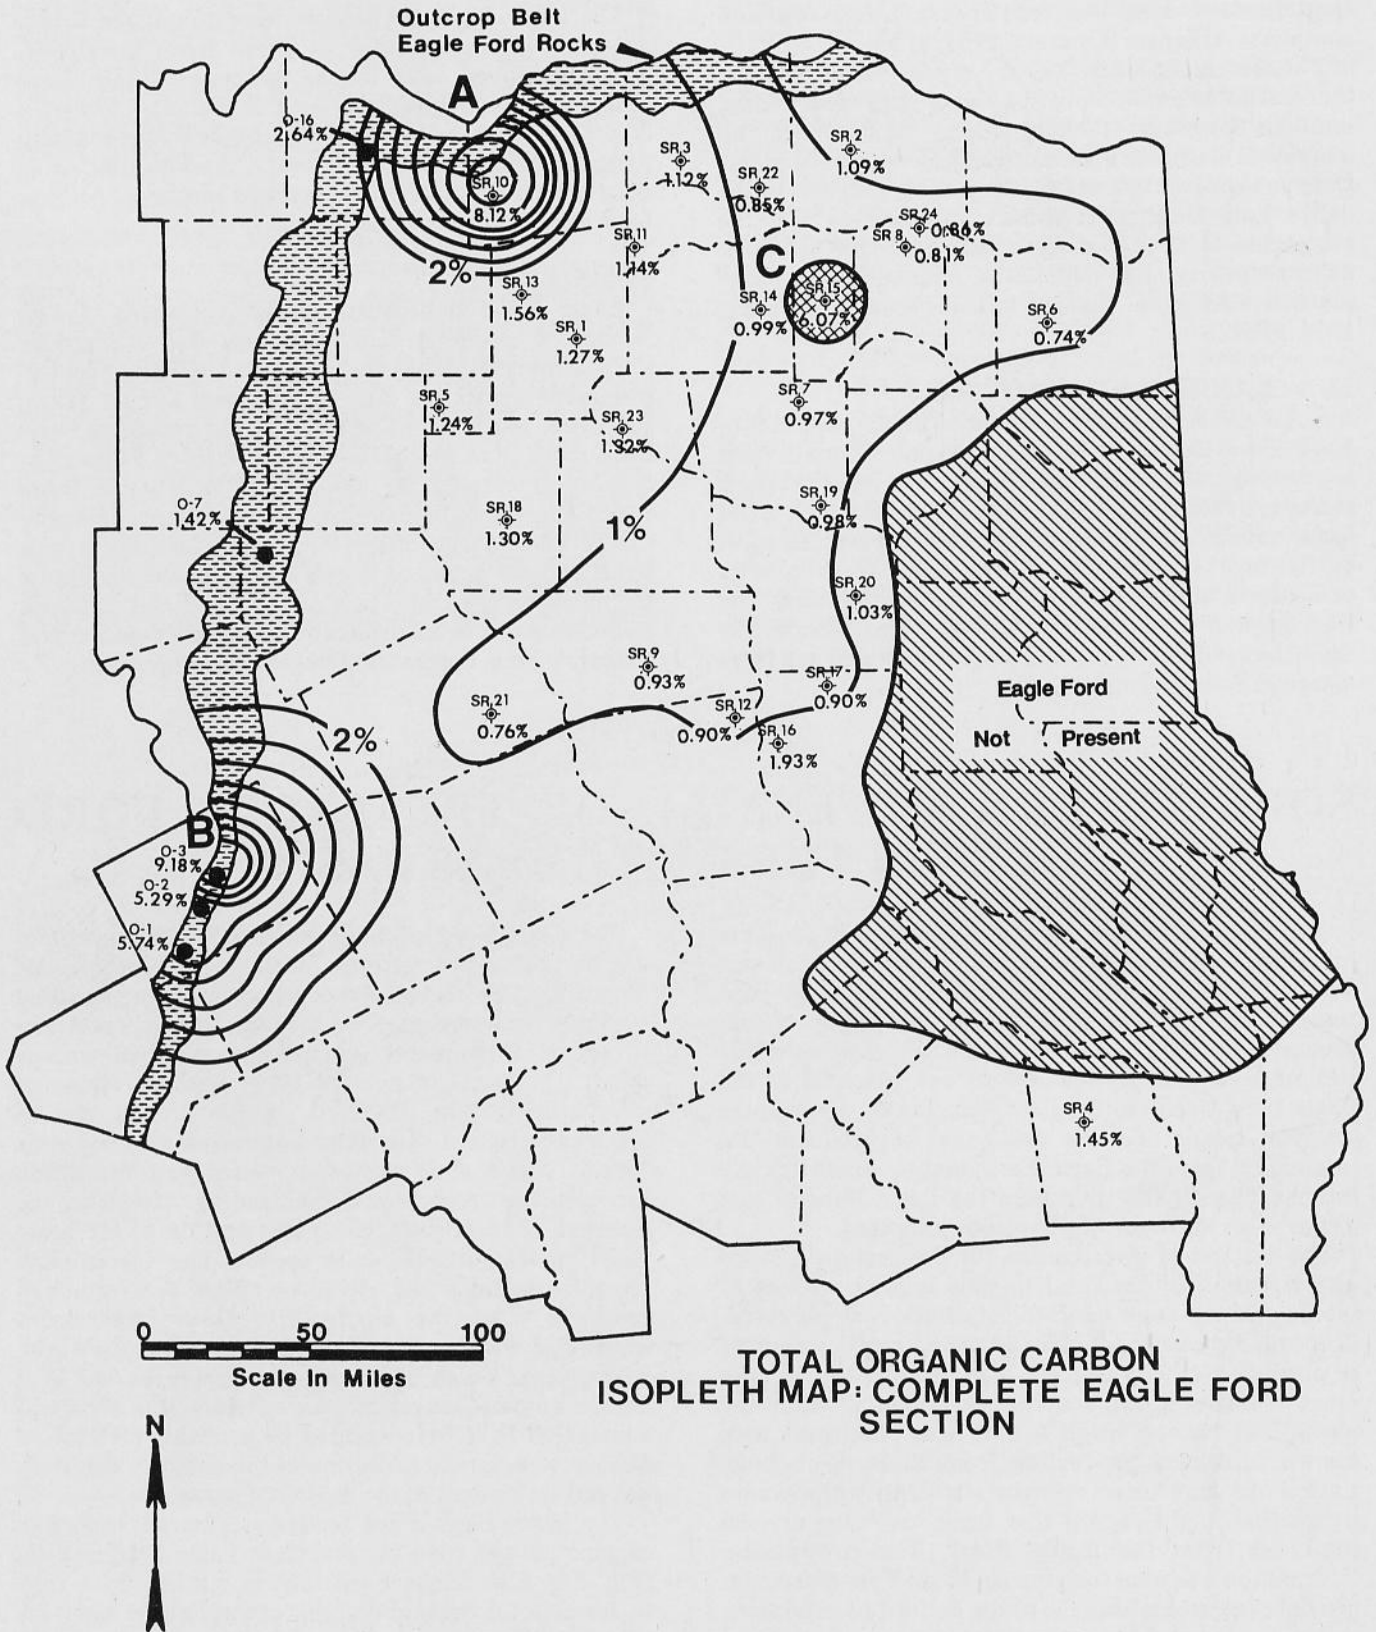 Outcrop Belt
Eagle Ford Rocks
A
O-16
2.64%
SR,10
8.12%
2%
SR,3
1.12%
SR,22
0.85%
SR,2
1.09%
SR,24
0.86%
SR,8
0.81%
SR,11
1.14%
C
SR,13
1.56%
SR,14
0.99%
SR,15
6.07%
SR,6
0.74%
SR,1
1.27%
SR,5
1.24%
SR,23
1.32%
SR,7
0.97%
O-7
1.42%
SR,18
1.30%
1%
SR,19
0.98%
SR,20
1.03%
SR,9
0.93%
SR,17
0.90%
Eagle Ford
Not Present
SR,21
0.76%
SR,12
0.90%
SR,16
1.93%
2%
B
O-3
9.18%
O-2
5.29%
O-1
5.74%
SR,4
1.45%
0 50 100
Scale In Miles
TOTAL ORGANIC CARBON
ISOPLETH MAP: COMPLETE EAGLE FORD
SECTION
N